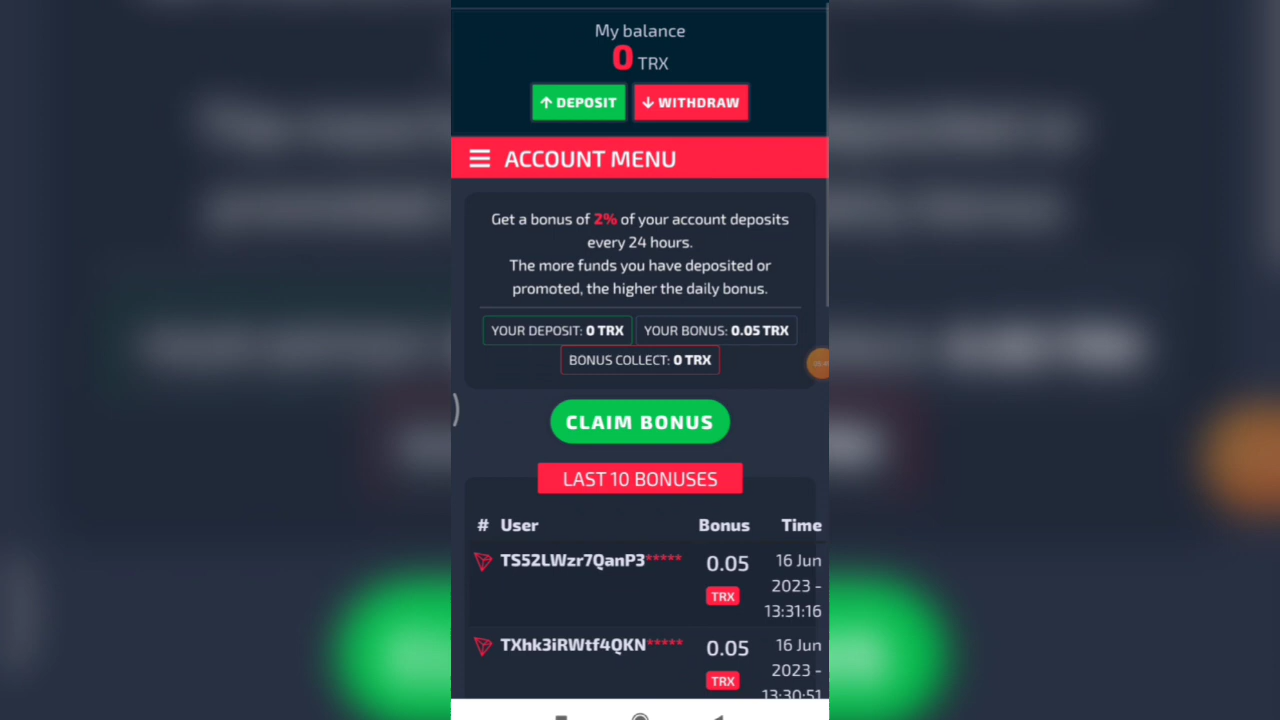 My balance
0 TRX
↑ DEPOSIT ↓ WITHDRAW
☰ ACCOUNT MENU
Get a bonus of 2% of your account deposits
every 24 hours.
The more funds you have deposited or
promoted, the higher the daily bonus.
YOUR DEPOSIT: 0 TRX YOUR BONUS: 0.05 TRX
BONUS COLLECT: 0 TRX
CLAIM BONUS
LAST 10 BONUSES
# User Bonus Time
TS52LWzr7QanP3***** 0.05 TRX 16 Jun
2023 -
13:31:16
TXhk3iRWtf4QKN***** 0.05 TRX 16 Jun
2023 -
13:30:51